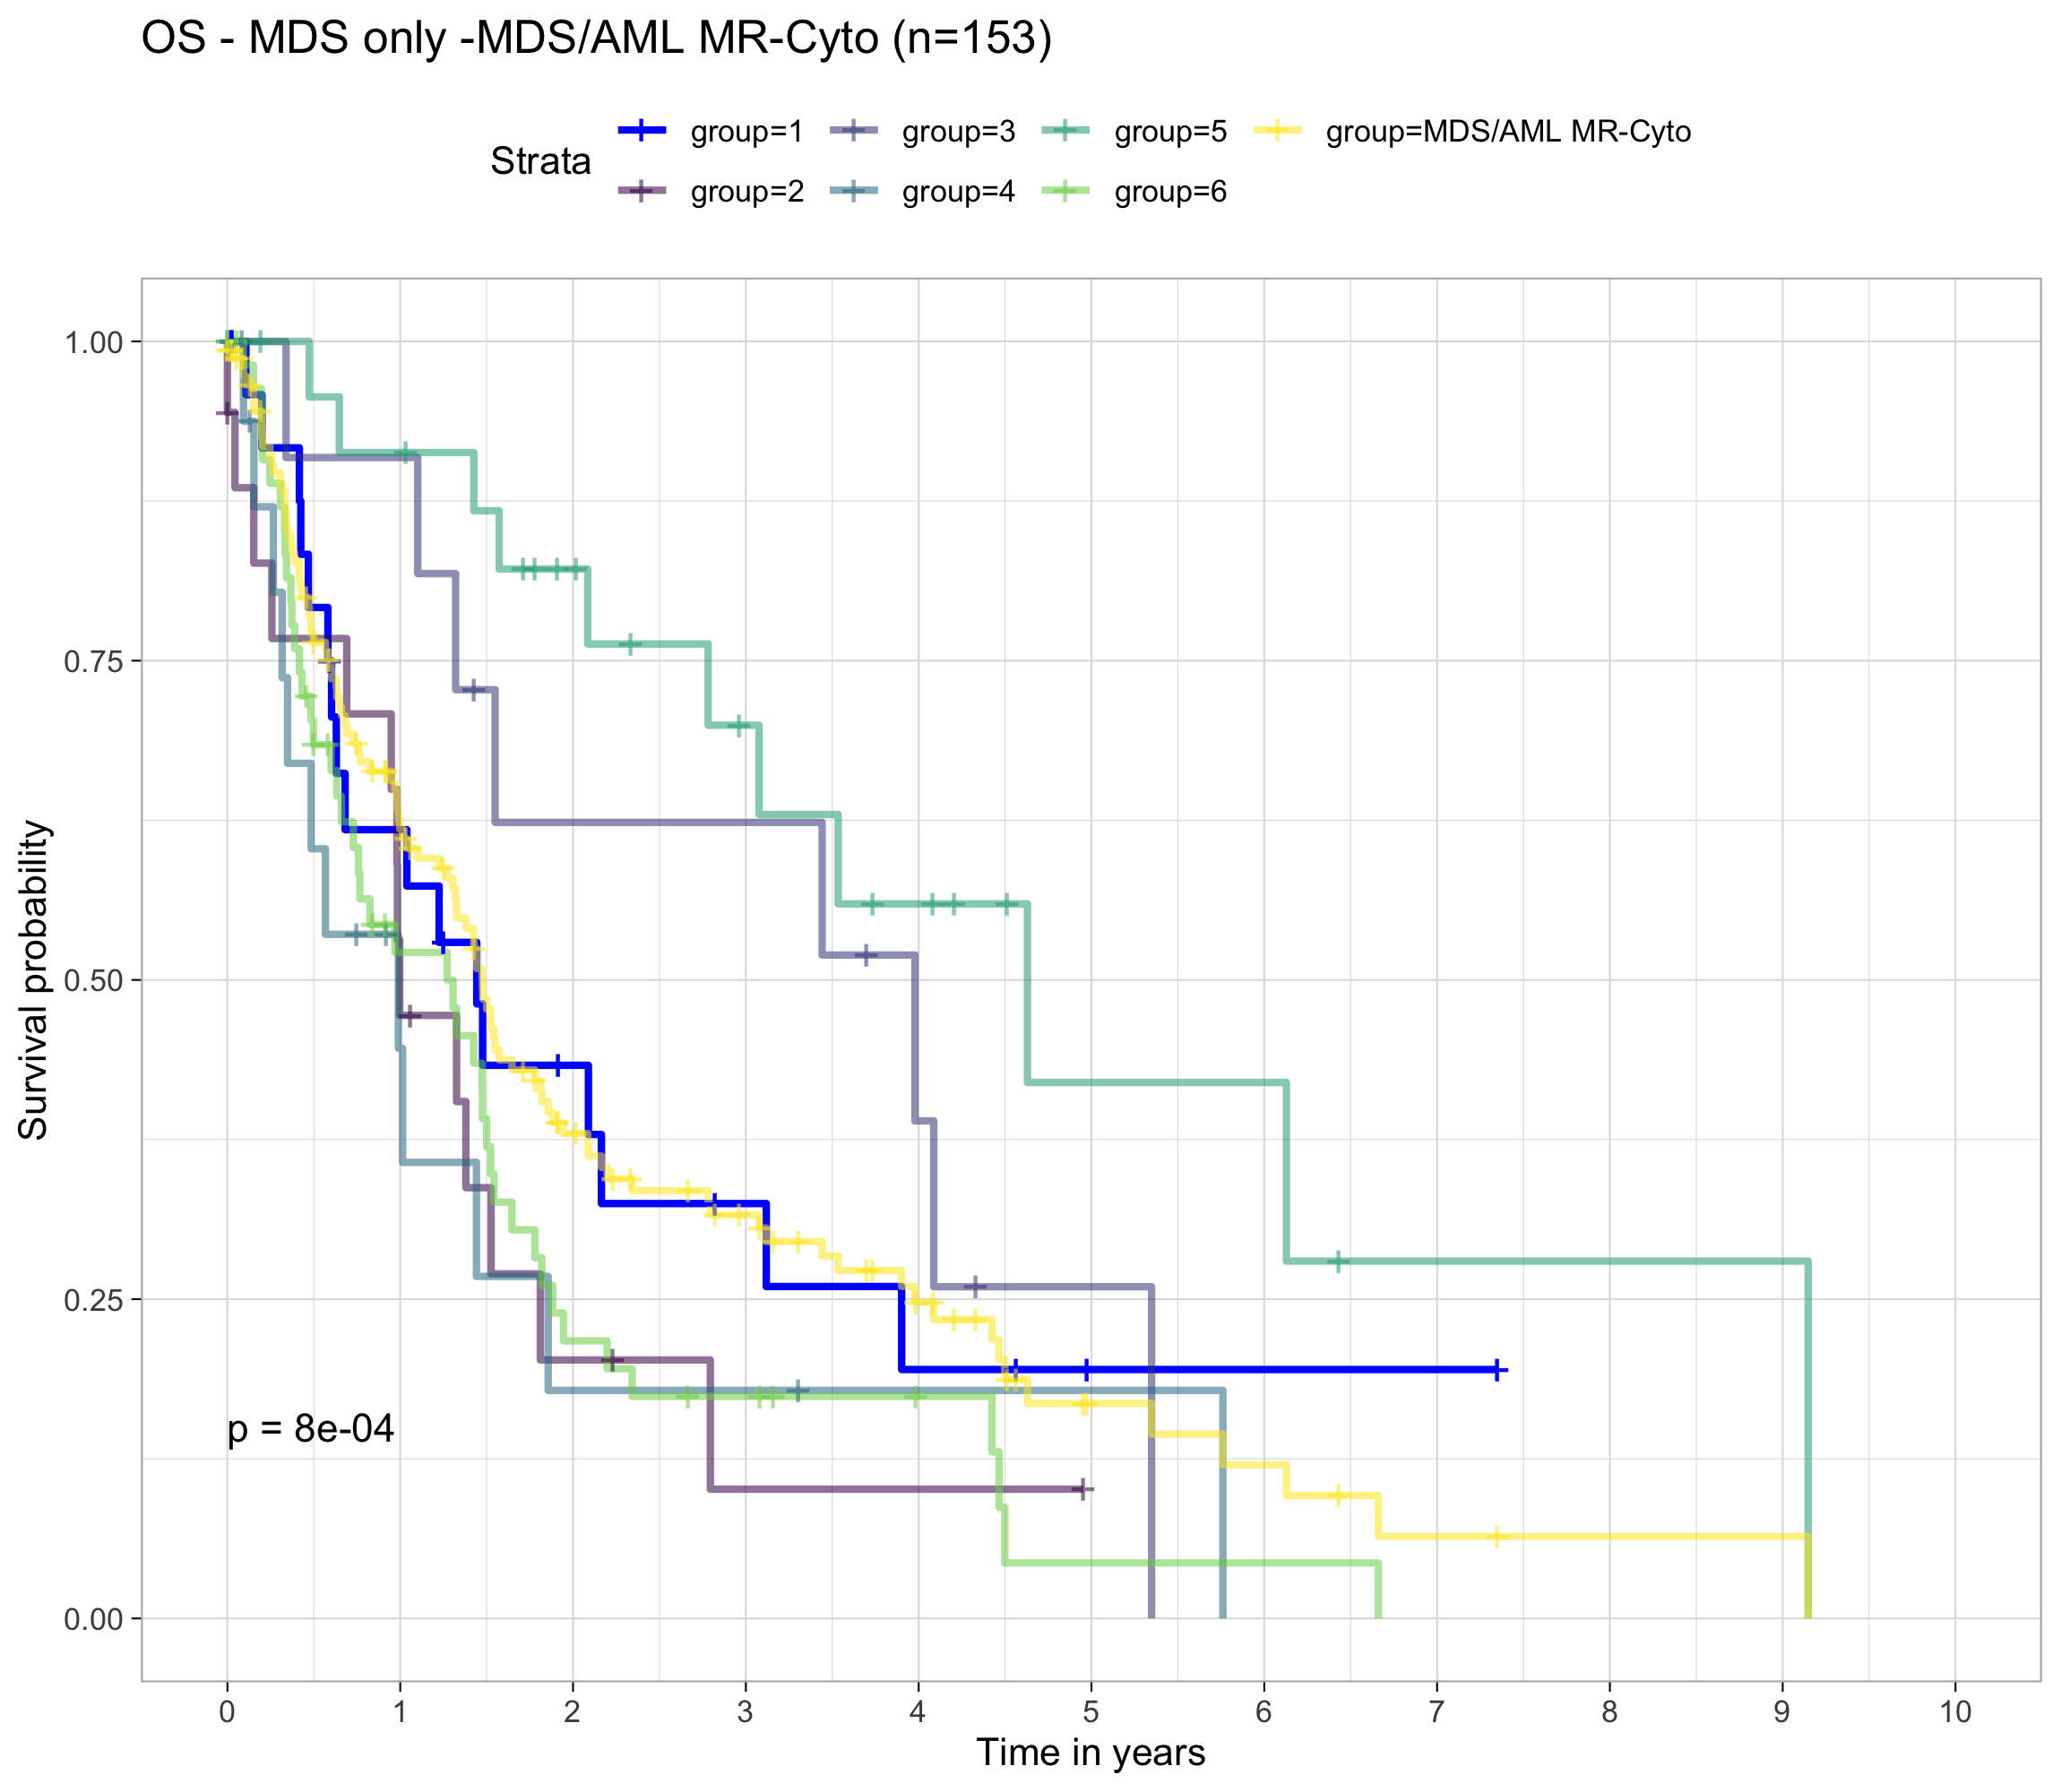 OS - MDS only -MDS/AML MR-Cyto (n=153)
Strata
group=1 group=3 group=5 group=MDS/AML MR-Cyto
group=2 group=4 group=6
Survival probability
1.00
0.75
0.50
0.25
0.00
p = 8e-04
0 1 2 3 4 5 6 7 8 9 10
Time in years